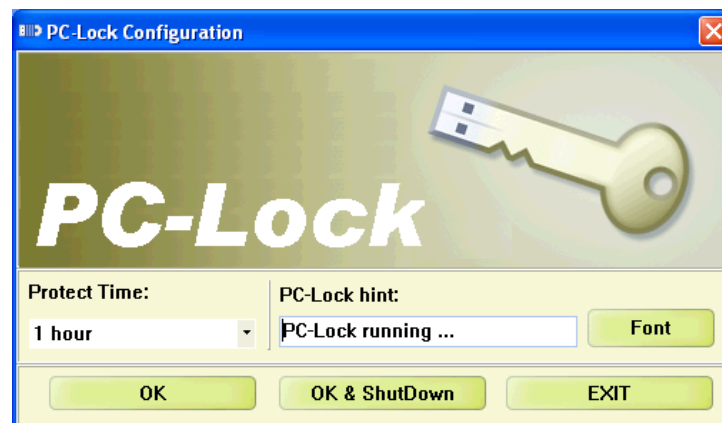 PC-Lock Configuration
PC-Lock
Protect Time:
PC-Lock hint:
1 hour
PC-Lock running ...
Font
OK
OK & ShutDown
EXIT